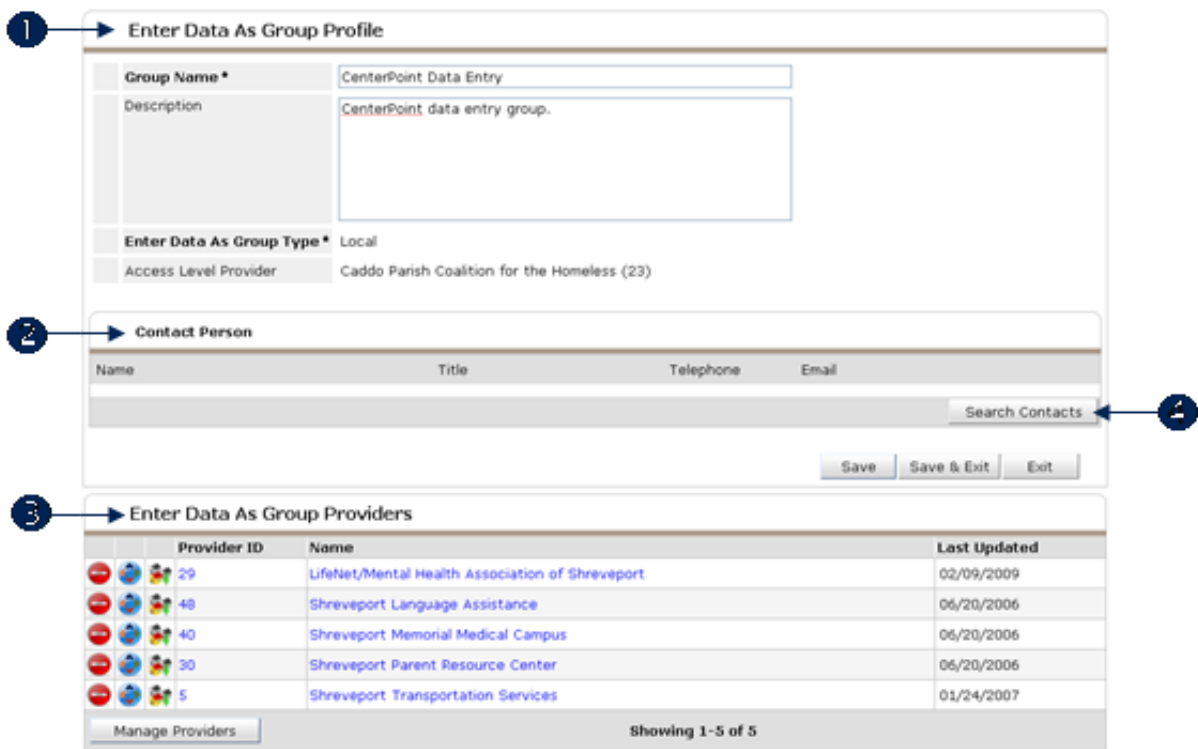 1 Enter Data As Group Profile
Group Name* CenterPoint Data Entry
Description CenterPoint data entry group.
Enter Data As Group Type* Local
Access Level Provider Caddo Parish Coalition for the Homeless (23)
2 Contact Person
Name Title Telephone Email
Search Contacts 4
Save Save & Exit Exit
3 Enter Data As Group Providers
Provider ID Name Last Updated
29 LifeNet/Mental Health Association of Shreveport 02/09/2009
48 Shreveport Language Assistance 06/20/2006
40 Shreveport Memorial Medical Campus 06/20/2006
30 Shreveport Parent Resource Center 06/20/2006
5 Shreveport Transportation Services 01/24/2007
Manage Providers Showing 1-5 of 5